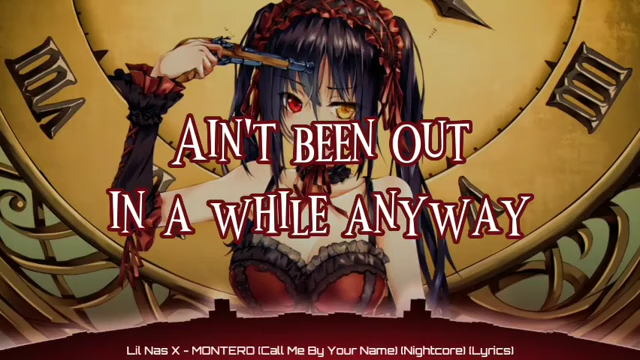 AIN'T BEEN OUT
IN A WHILE ANYWAY
Lil Nas X - MONTERO (Call Me By Your Name) (Nightcore) (Lyrics)